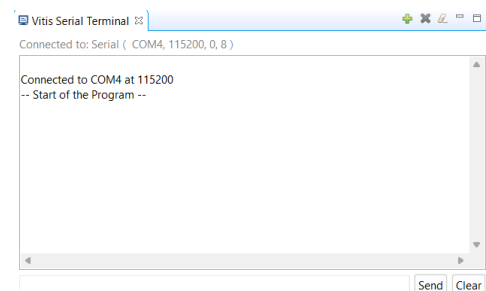 Vitis Serial Terminal
Connected to: Serial ( COM4, 115200, 0, 8 )
Connected to COM4 at 115200
-- Start of the Program --
Send Clear